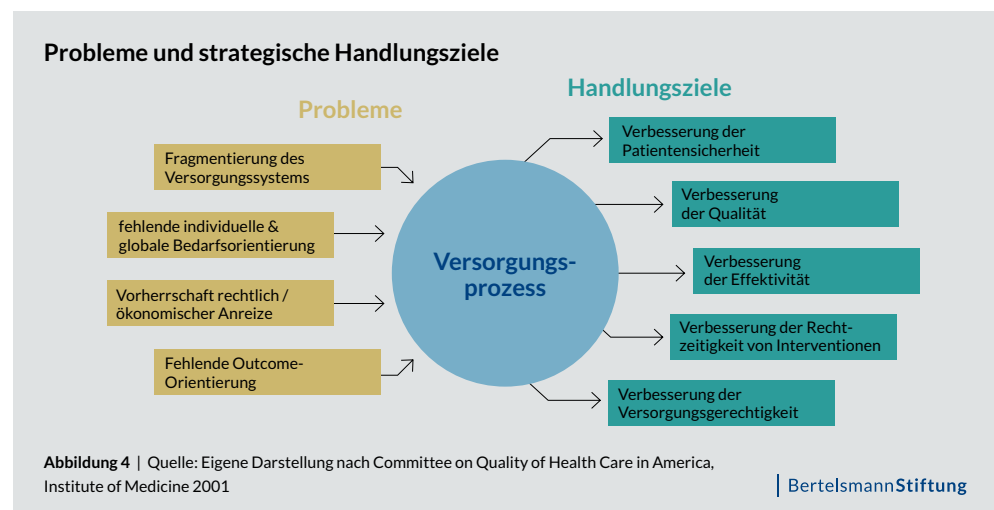 Probleme und strategische Handlungsziele
Probleme
Handlungsziele
Fragmentierung des
Versorgungssystems
fehlende individuelle &
globale Bedarfsorientierung
Vorherrschaft rechtlich /
ökonomischer Anreize
Fehlende Outcome-
Orientierung
Versorgungs-
prozess
Verbesserung der
Patientensicherheit
Verbesserung
der Qualität
Verbesserung
der Effektivität
Verbesserung der Recht-
zeitigkeit von Interventionen
Verbesserung der
Versorgungsgerechtigkeit
Abbildung 4 | Quelle: Eigene Darstellung nach Committee on Quality of Health Care in America,
Institute of Medicine 2001
BertelsmannStiftung